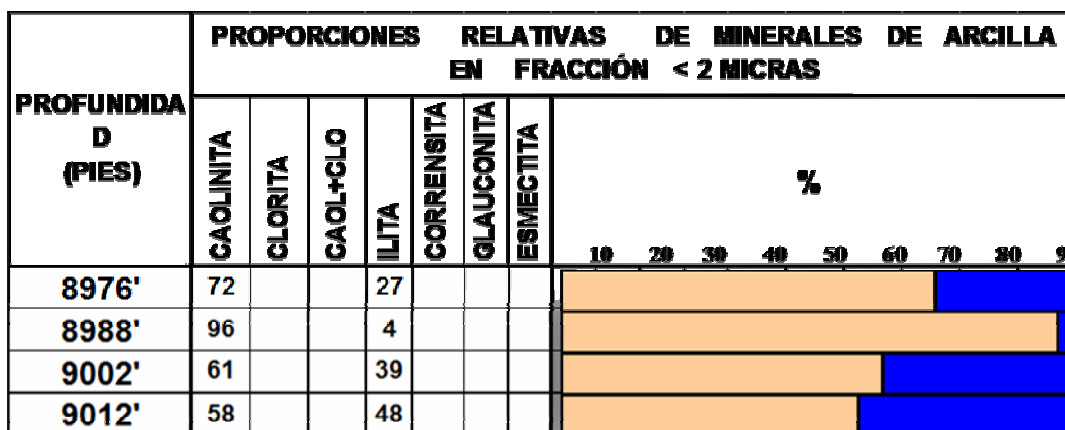 PROPORCIONES RELATIVAS DE MINERALES DE ARCILLA
EN FRACCIÓN < 2 MICRAS
PROFUNDIDA
D
(PIES)
CAOLINITA
CLORITA
CAOL+CLO
ILITA
CORRENSITA
GLAUCONITA
ESMECTITA
%
10 20 30 40 50 60 70 80 9
8976' 72 27
8988' 96 4
9002' 61 39
9012' 58 48